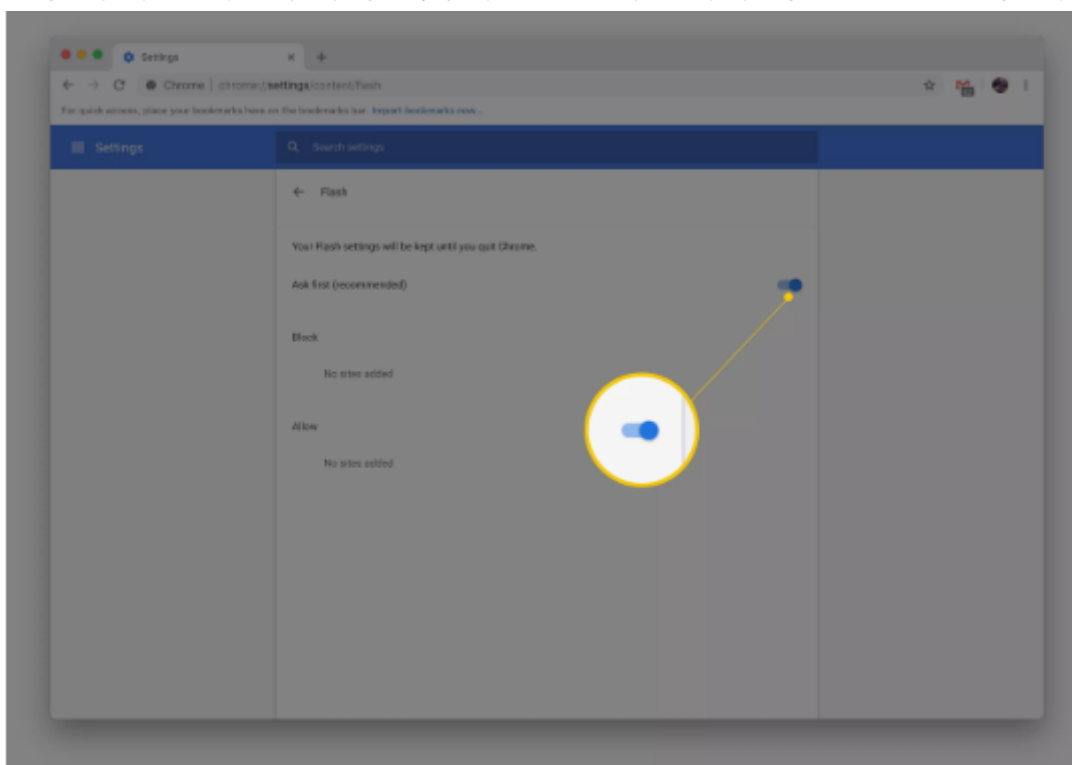 Settings
Chrome | chrome://settings/content/flash
For quick access, place your bookmarks here on the bookmarks bar. Import bookmarks now...
Settings
Search settings
Flash
Your Flash settings will be kept until you quit Chrome.
Ask first (recommended)
Block
No sites added
Allow
No sites added